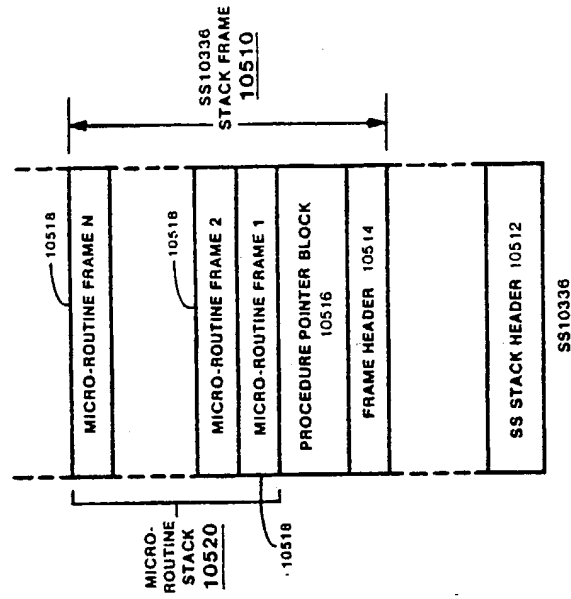 SS10336
STACK FRAME
10510
10518
MICRO-ROUTINE FRAME N
10518
MICRO-ROUTINE FRAME 2
MICRO-ROUTINE FRAME 1
PROCEDURE POINTER BLOCK
10516
FRAME HEADER 10514
SS STACK HEADER 10512
MICRO-
ROUTINE
STACK
10520
10518
SS10336